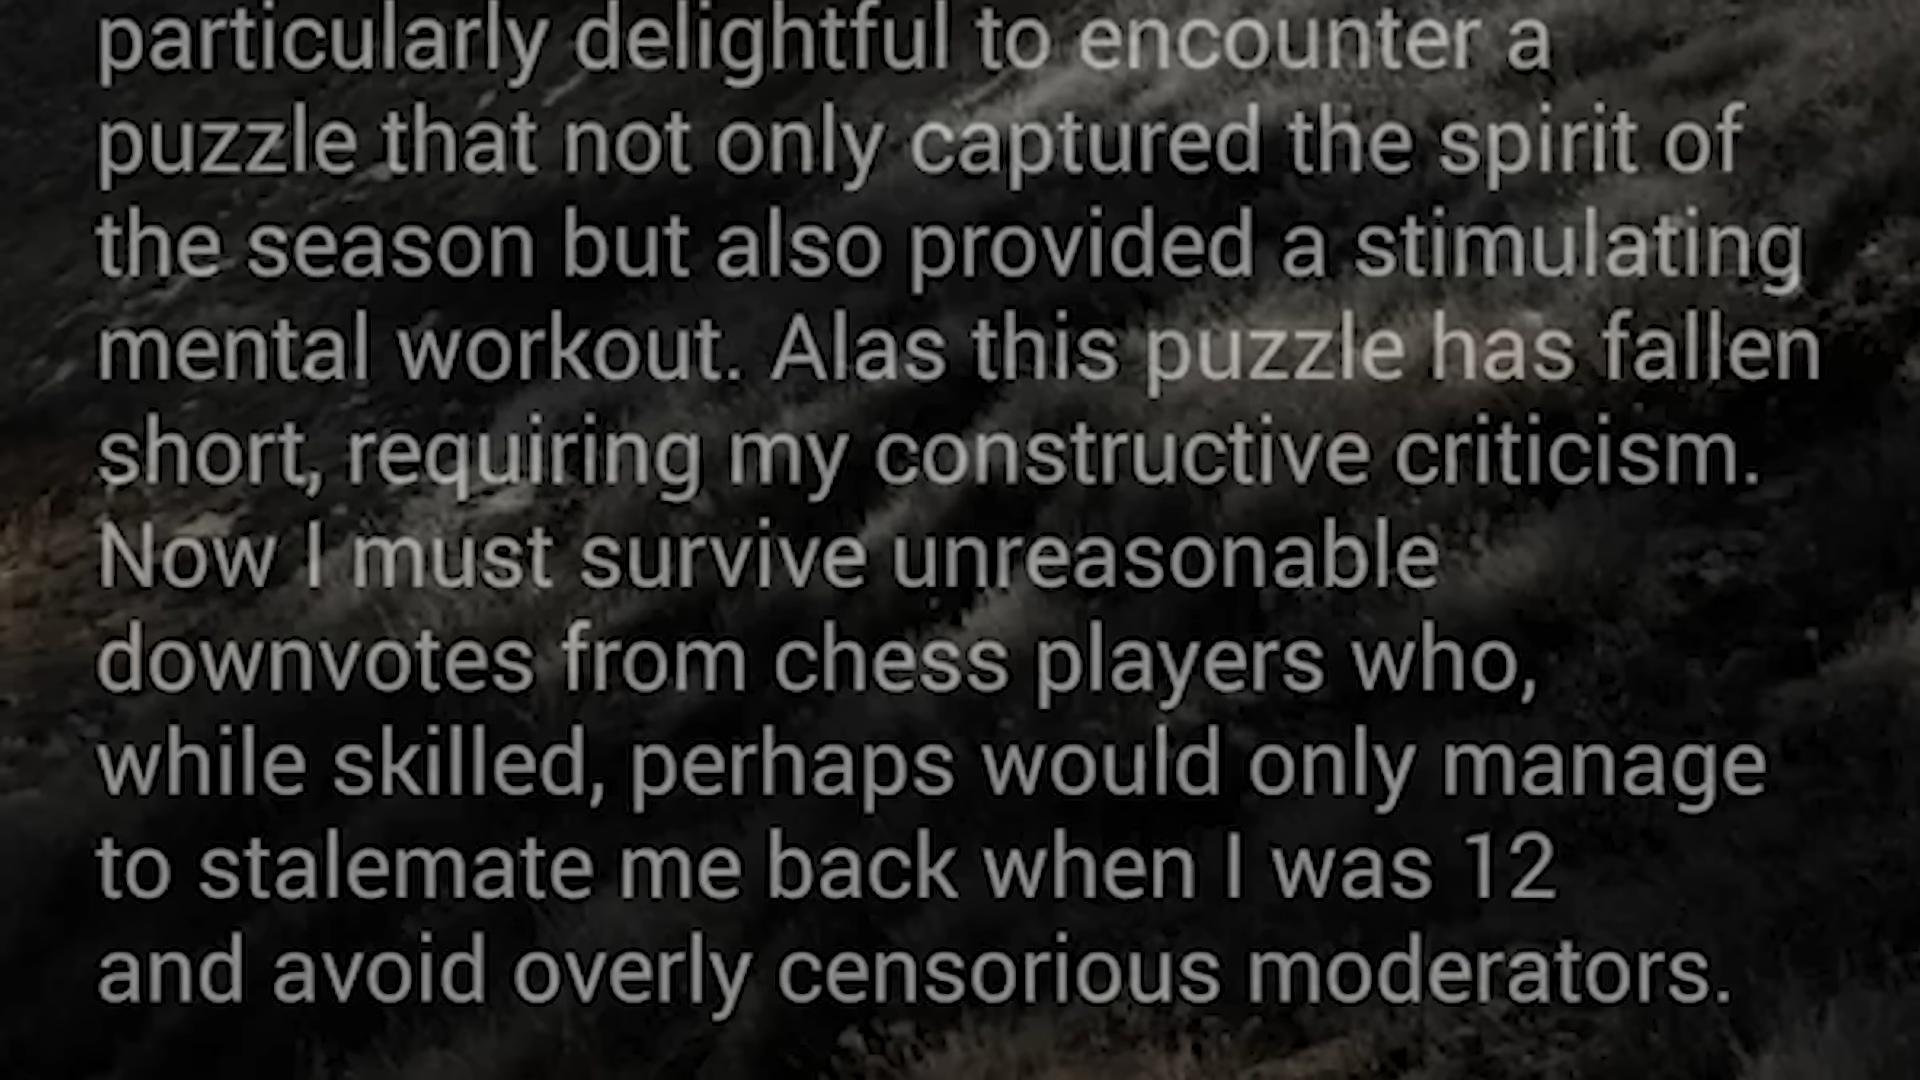 particularly delightful to encounter a
puzzle that not only captured the spirit of
the season but also provided a stimulating
mental workout. Alas this puzzle has fallen
short, requiring my constructive criticism.
Now I must survive unreasonable
downvotes from chess players who,
while skilled, perhaps would only manage
to stalemate me back when I was 12
and avoid overly censorious moderators.